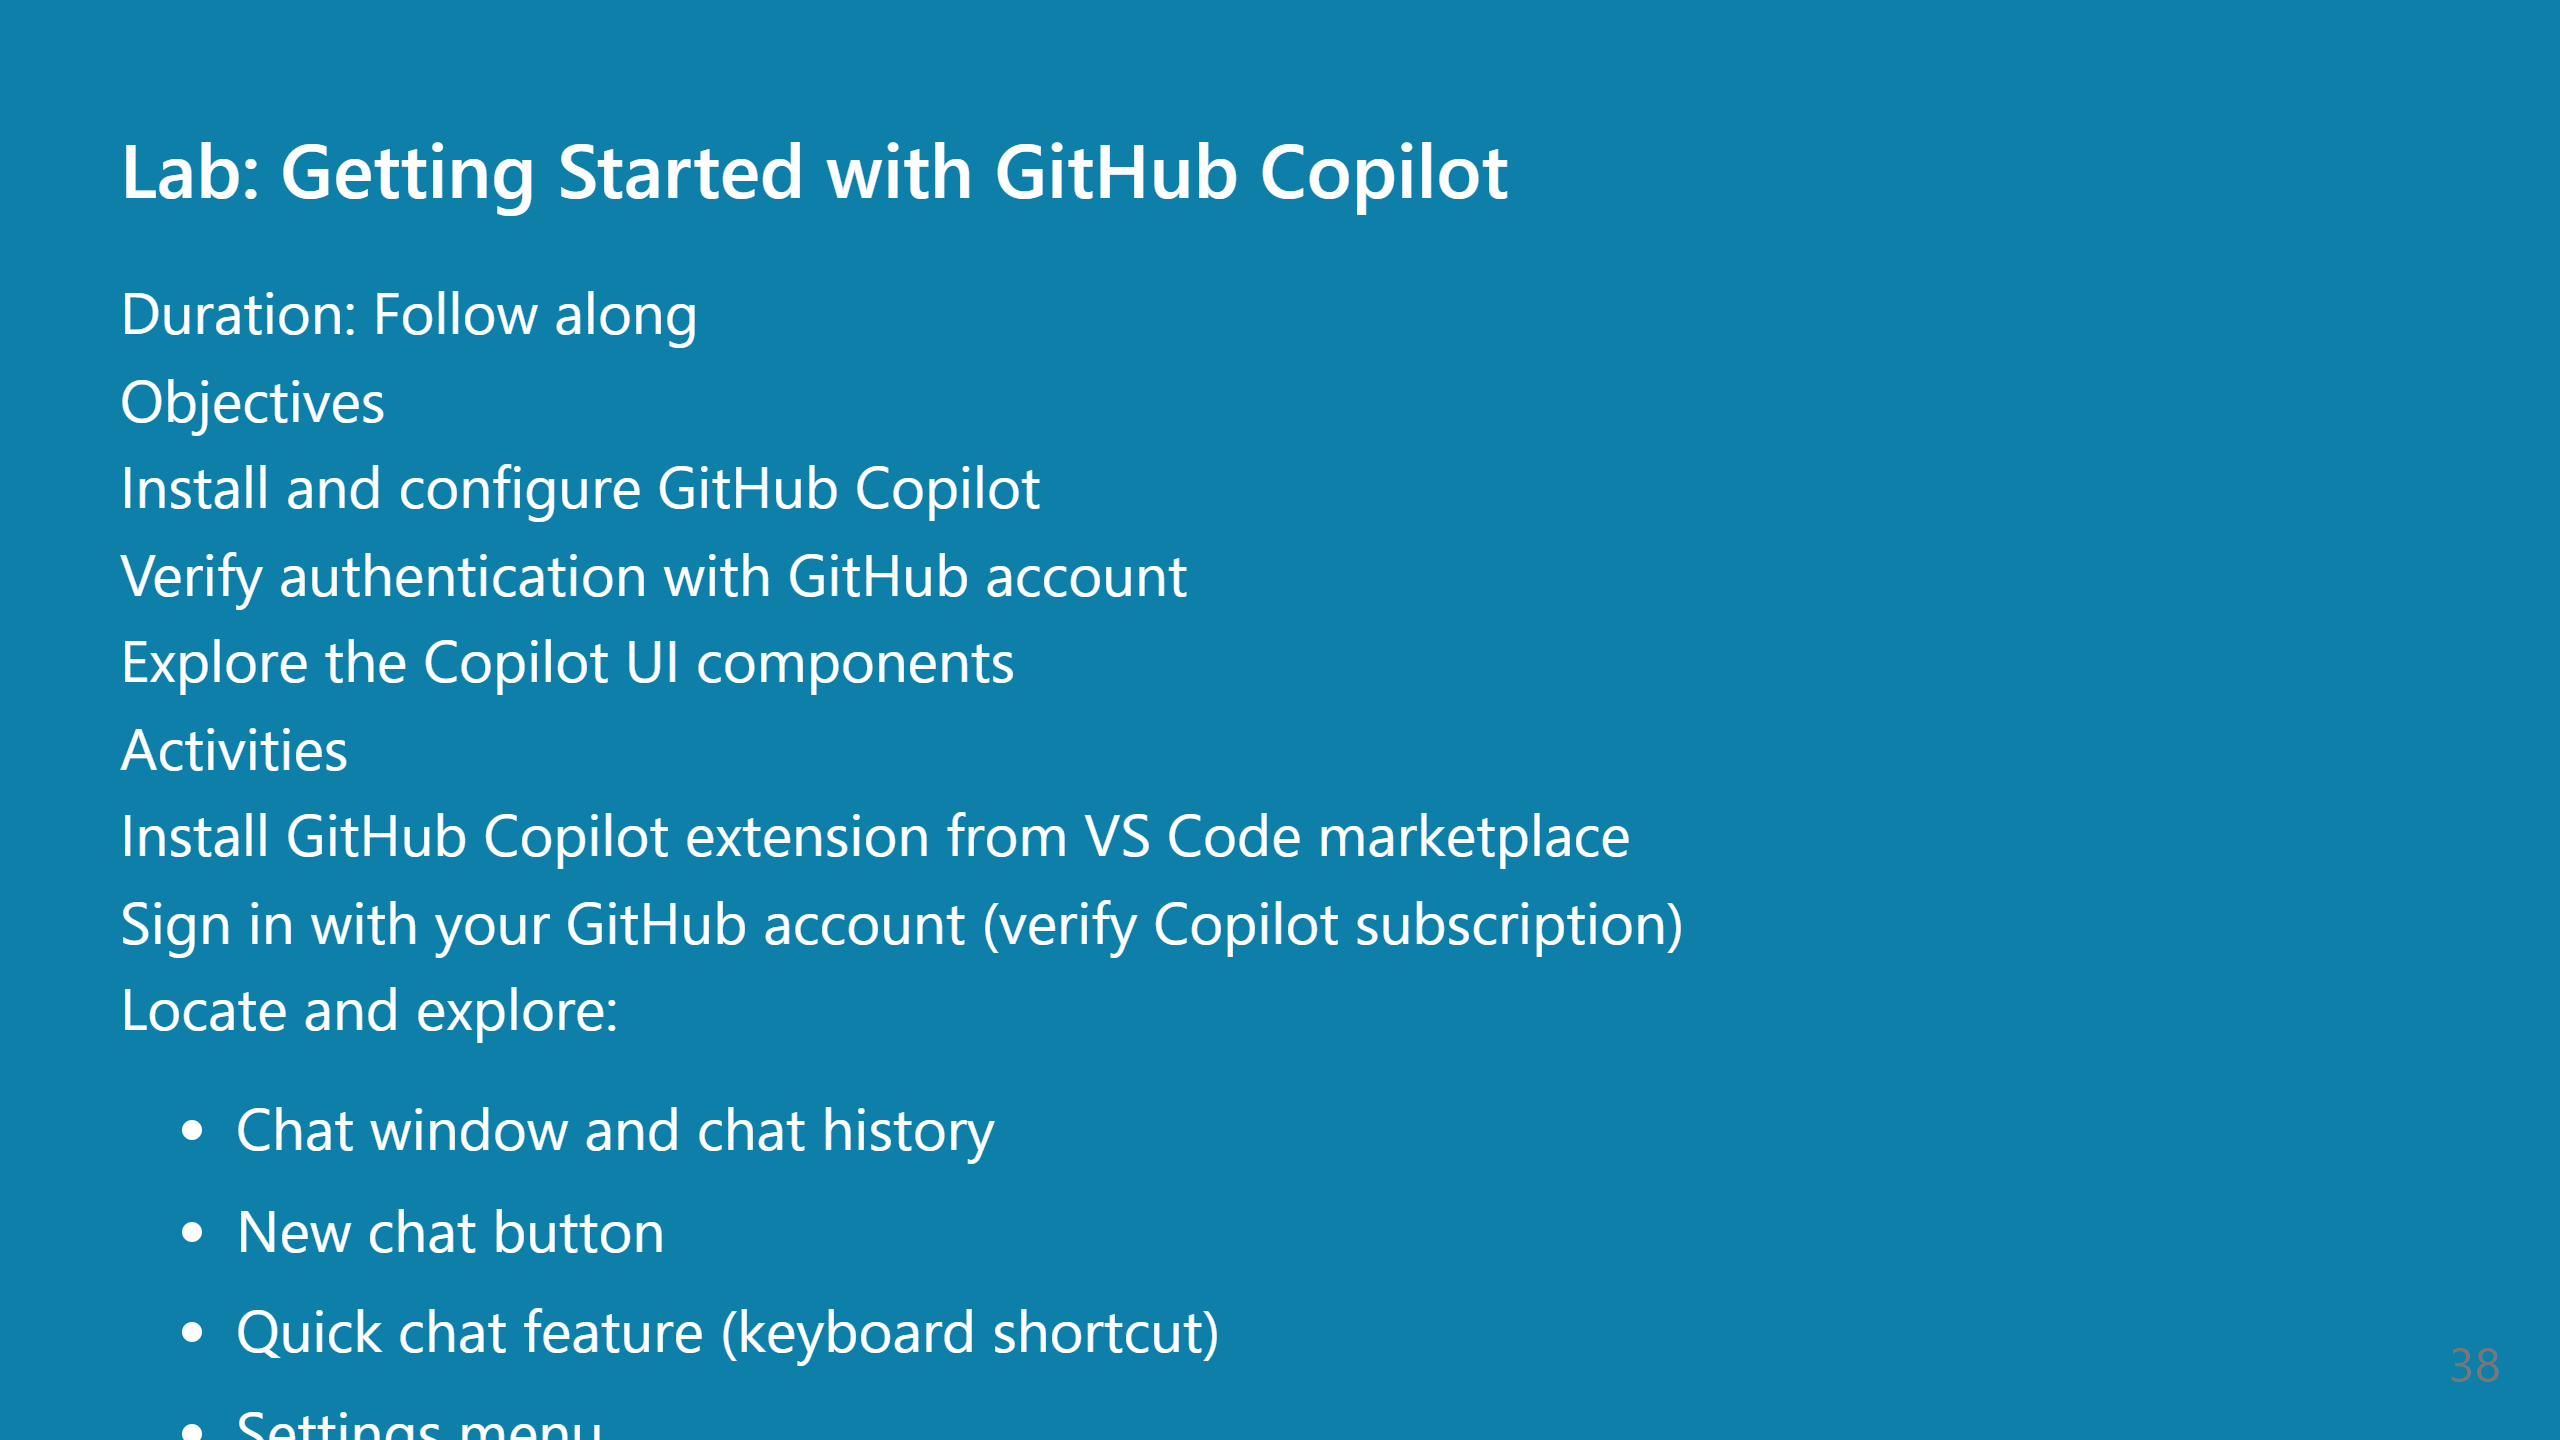 Lab: Getting Started with GitHub Copilot
Duration: Follow along
Objectives
Install and configure GitHub Copilot
Verify authentication with GitHub account
Explore the Copilot UI components
Activities
Install GitHub Copilot extension from VS Code marketplace
Sign in with your GitHub account (verify Copilot subscription)
Locate and explore:
• Chat window and chat history
• New chat button
• Quick chat feature (keyboard shortcut)
• Settings menu
38